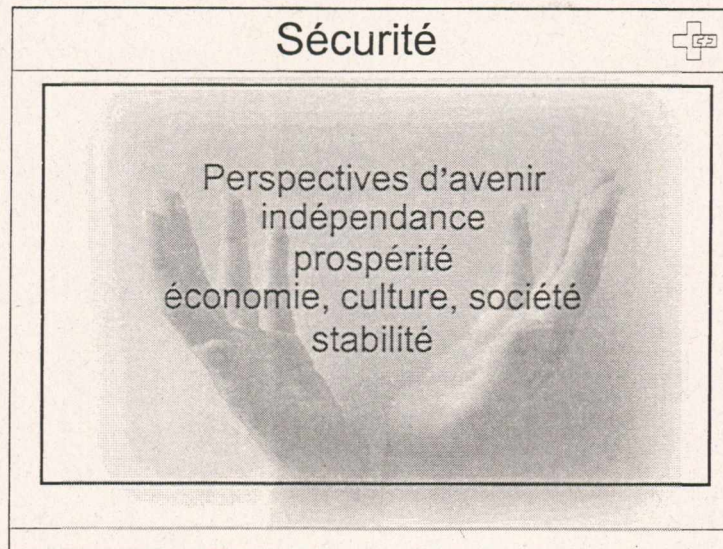 Sécurité
Perspectives d'avenir
indépendance
prospérité
économie, culture, société
stabilité